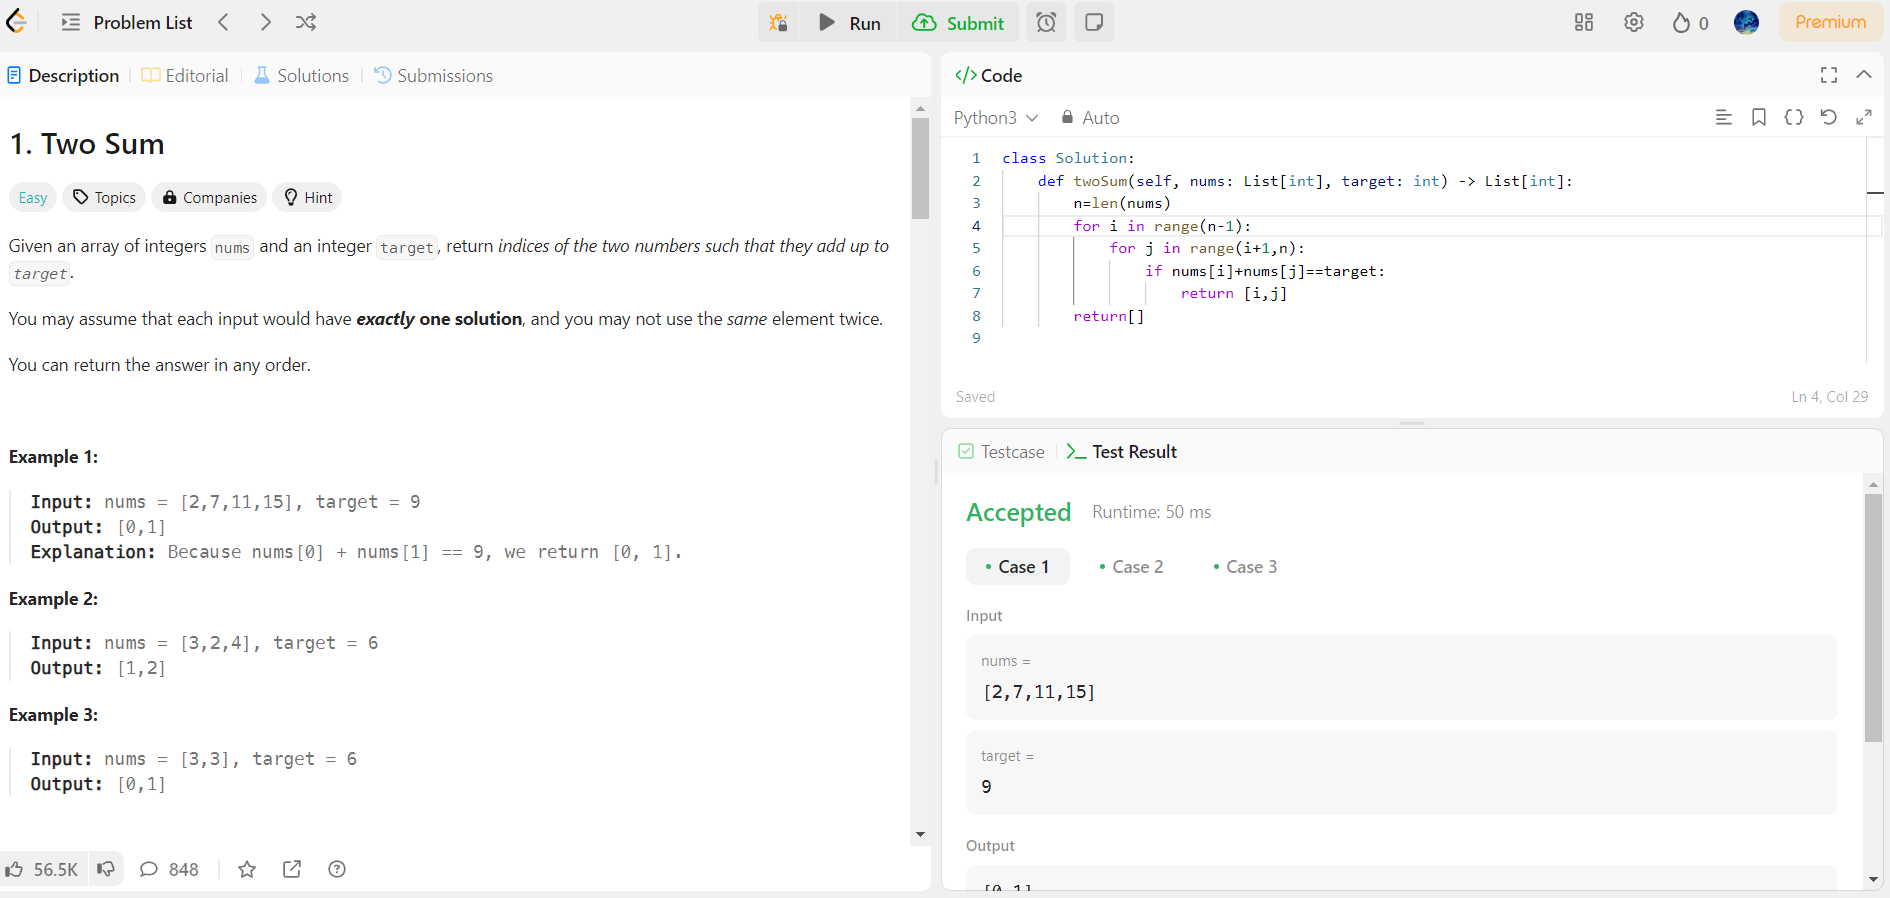 Problem List
Run
Submit
0
Premium
Description
Editorial
Solutions
Submissions
1. Two Sum
Easy
Topics
Companies
Hint
Given an array of integers nums and an integer target, return indices of the two numbers such that they add up to
target.
You may assume that each input would have exactly one solution, and you may not use the same element twice.
You can return the answer in any order.
Example 1:
Input: nums = [2,7,11,15], target = 9
Output: [0,1]
Explanation: Because nums[0] + nums[1] == 9, we return [0, 1].
Example 2:
Input: nums = [3,2,4], target = 6
Output: [1,2]
Example 3:
Input: nums = [3,3], target = 6
Output: [0,1]
56.5K
848
</> Code
Python3
Auto
1 class Solution:
2     def twoSum(self, nums: List[int], target: int) -> List[int]:
3         n=len(nums)
4         for i in range(n-1):
5             for j in range(i+1,n):
6                 if nums[i]+nums[j]==target:
7                     return [i,j]
8         return[]
9
Saved
Ln 4, Col 29
Testcase
Test Result
Accepted
Runtime: 50 ms
Case 1
Case 2
Case 3
Input
nums =
[2,7,11,15]
target =
9
Output
[0,1]